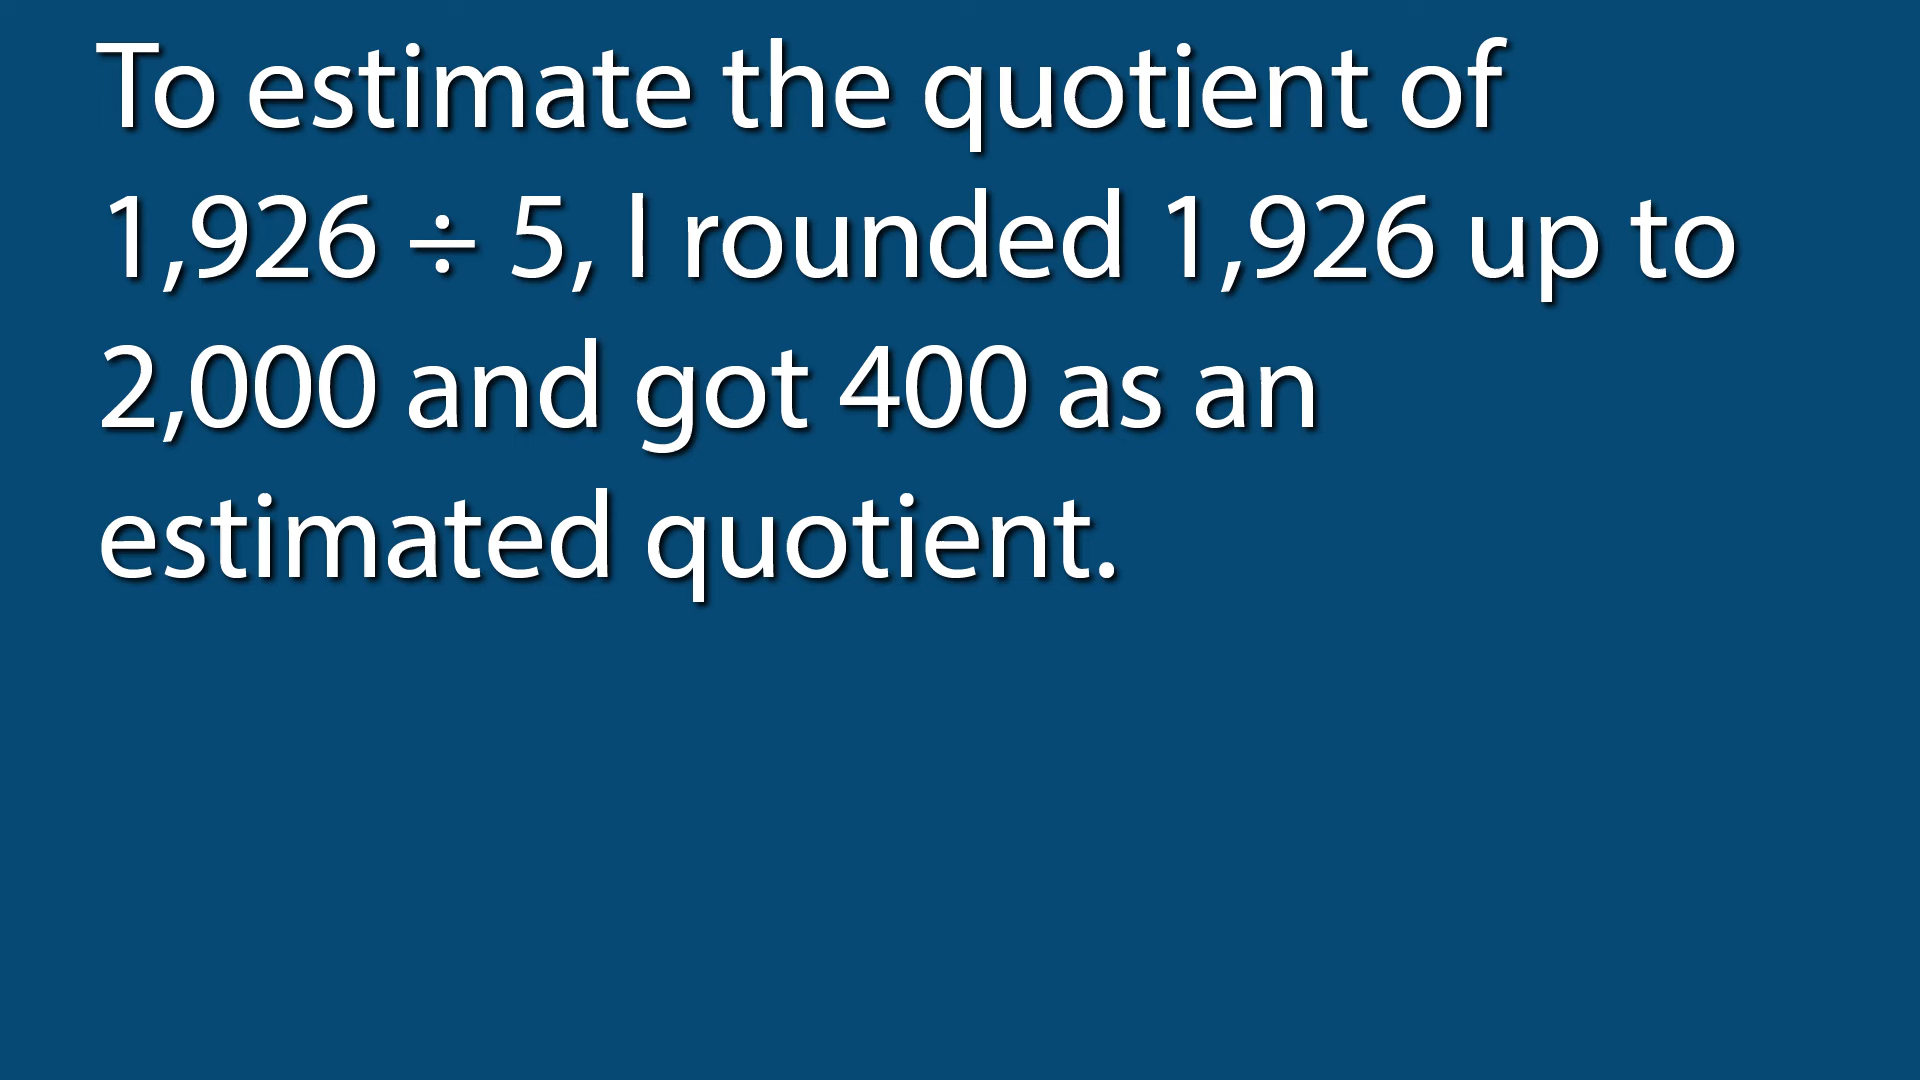 To estimate the quotient of
1,926 ÷ 5, I rounded 1,926 up to
2,000 and got 400 as an
estimated quotient.